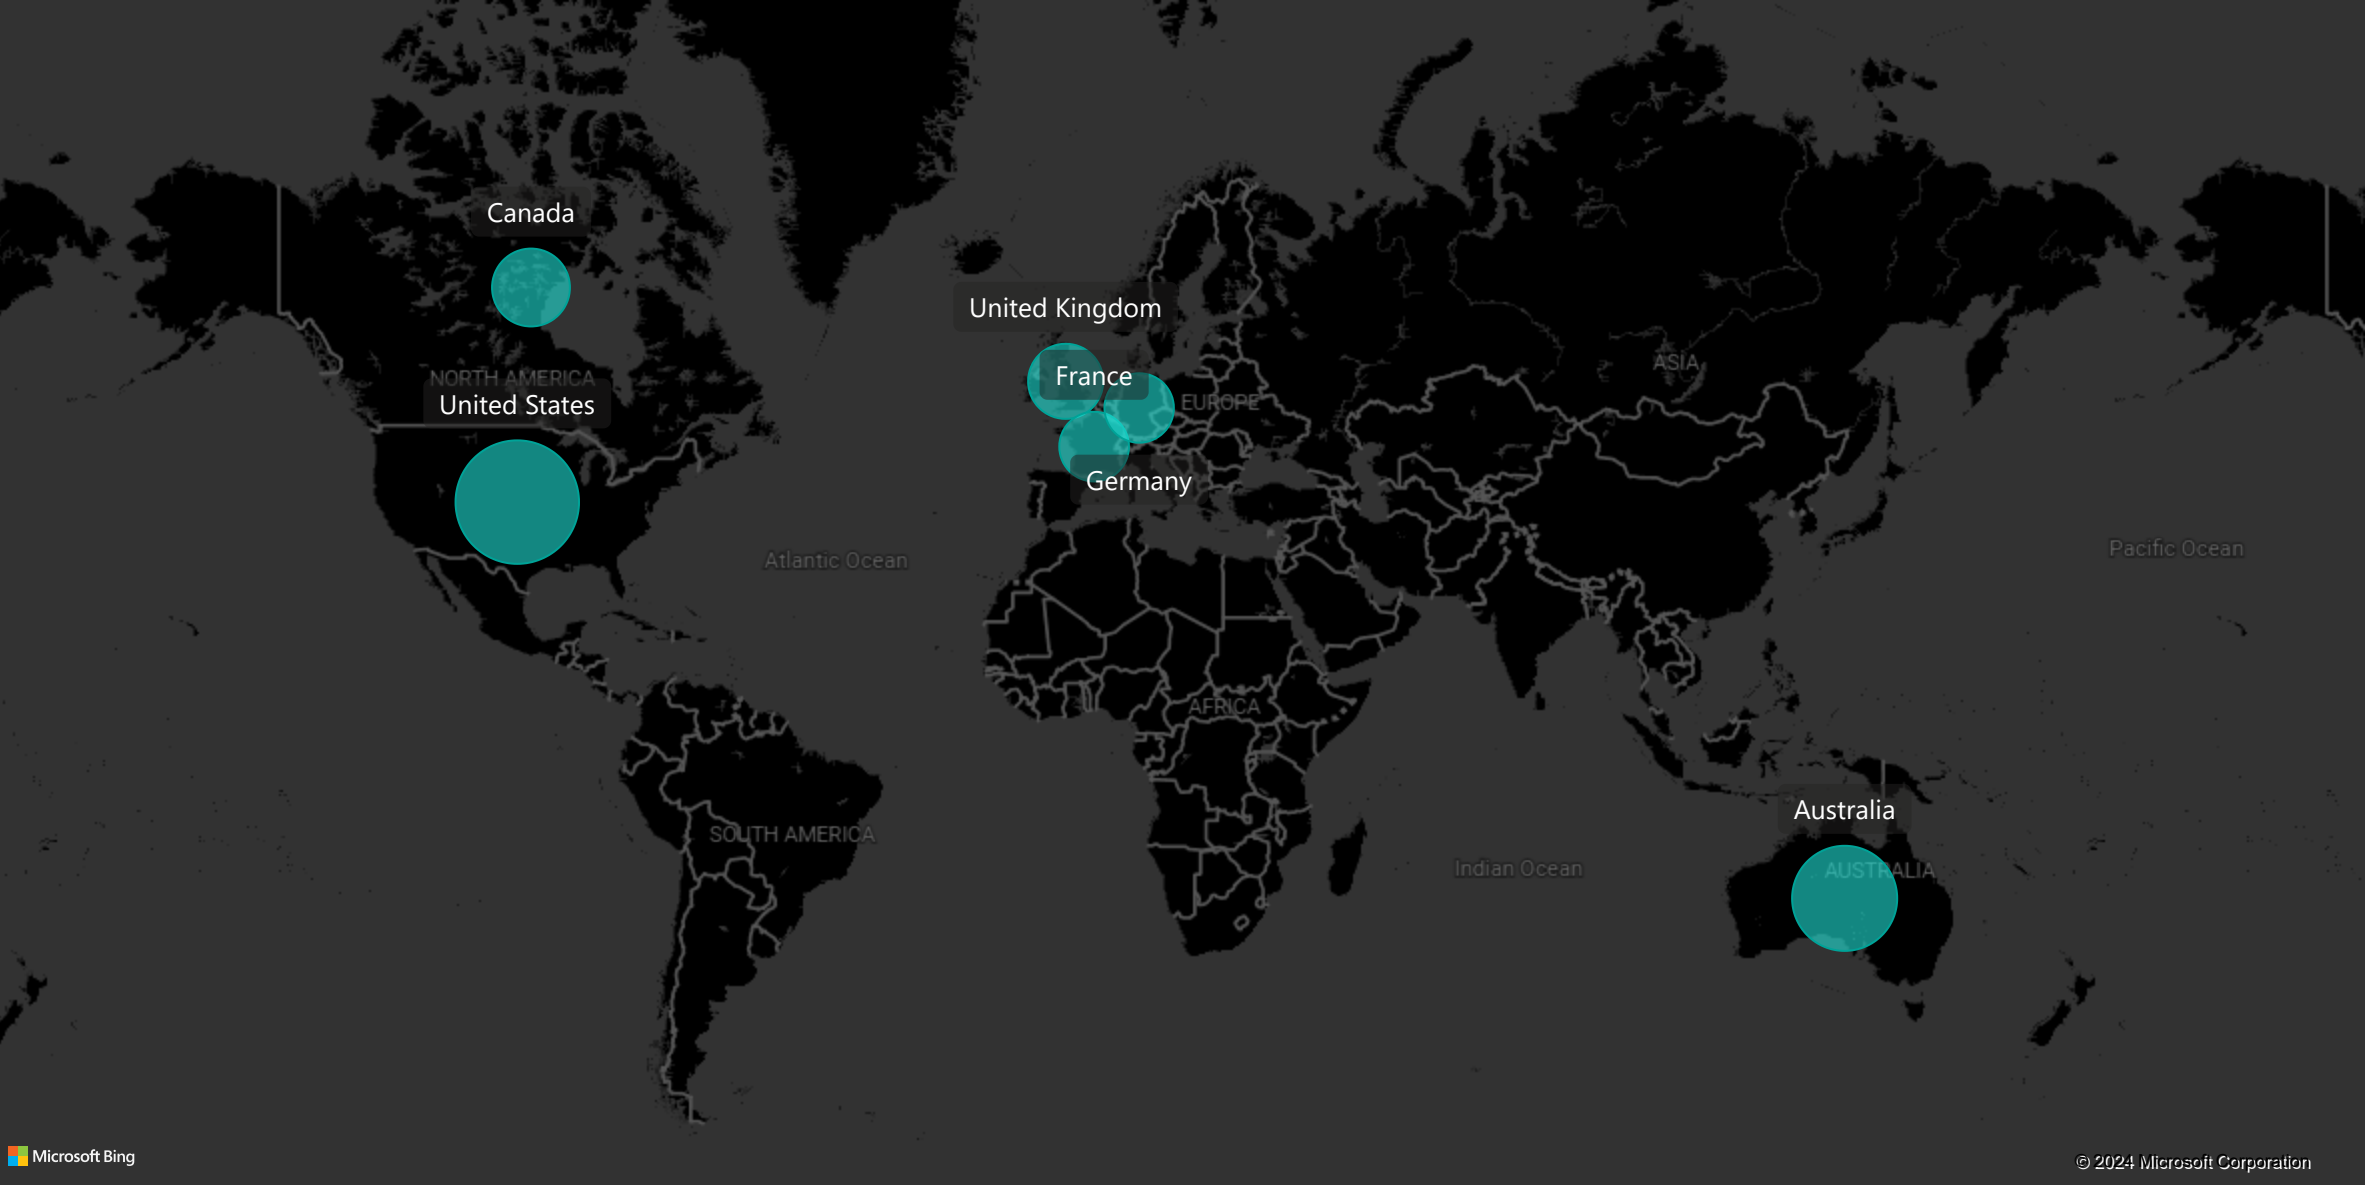 Canada
United Kingdom
ASIA
France
NORTH AMERICA
EUROPE
United States
Germany
Pacific Ocean
Atlantic Ocean
AFRICA
Australia
SOUTH AMERICA
Indian Ocean
AUSTRALIA
Microsoft Bing
© 2024 Microsoft Corporation